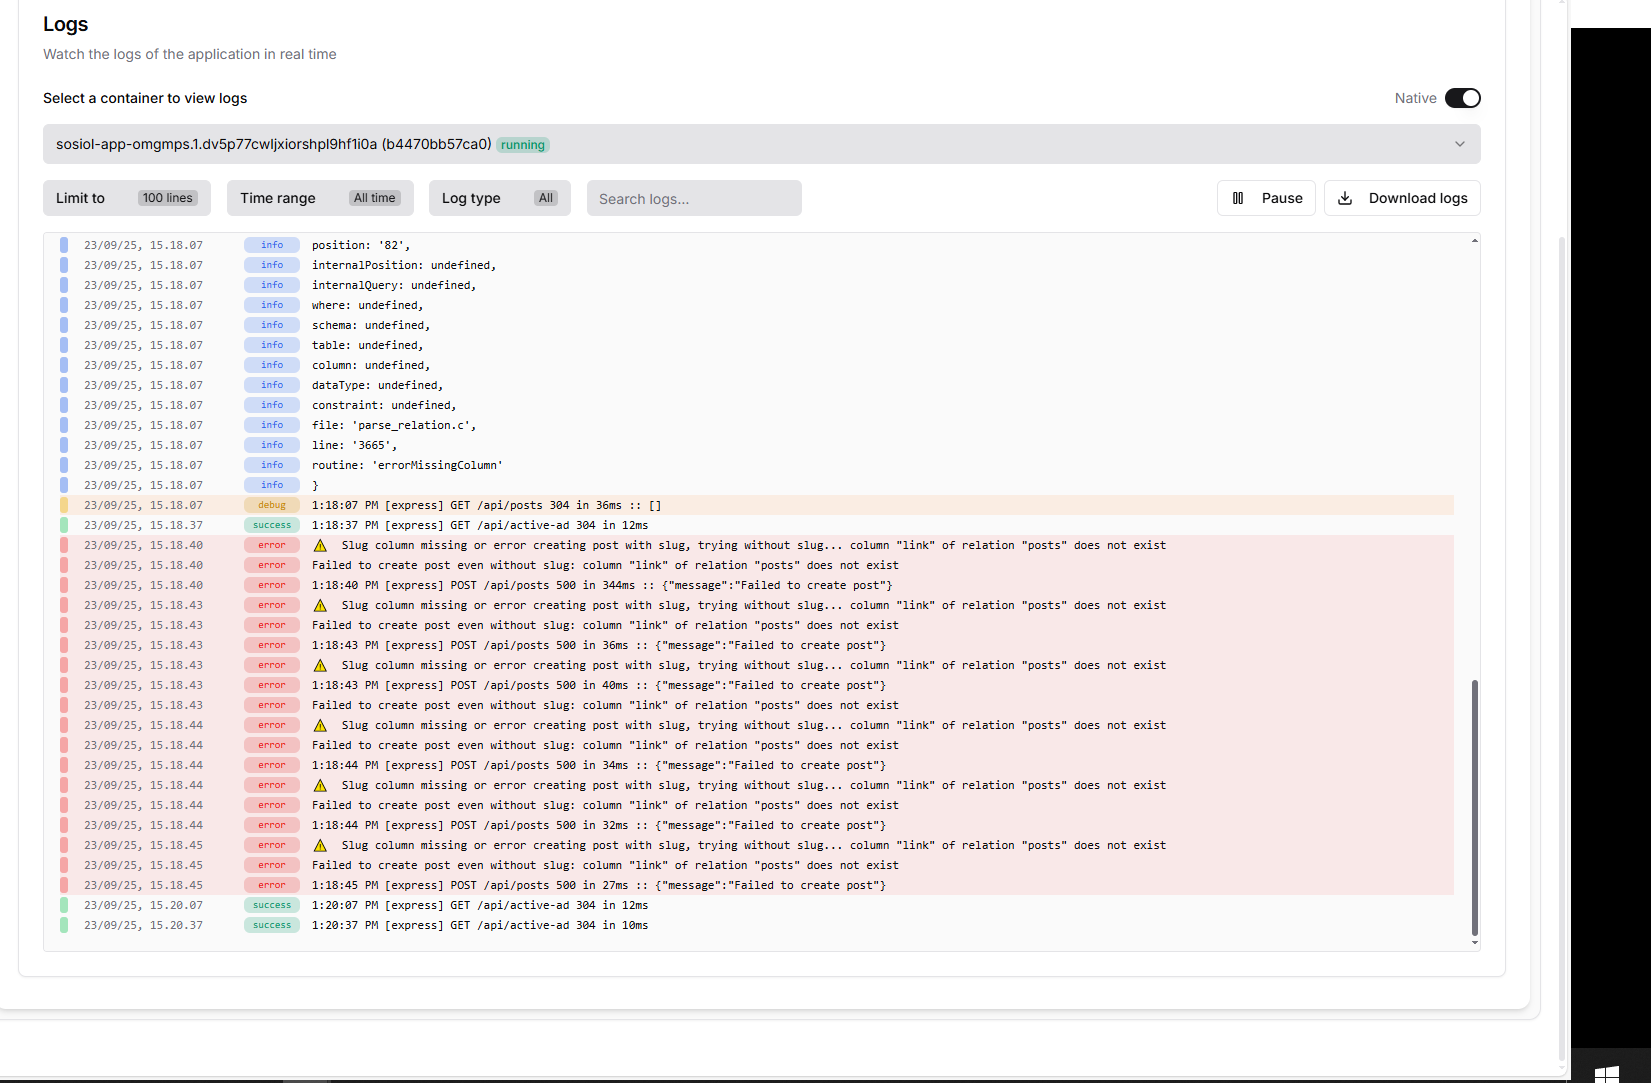 Logs
Watch the logs of the application in real time
Select a container to view logs
Native
sosiol-app-omgmps.1.dv5p77cwljxiorshpl9hf1i0a (b4470bb57ca0) running
Limit to 100 lines Time range All time Log type All Search logs... Pause Download logs
23/09/25, 15.18.07 info position: '82',
23/09/25, 15.18.07 info internalPosition: undefined,
23/09/25, 15.18.07 info internalQuery: undefined,
23/09/25, 15.18.07 info where: undefined,
23/09/25, 15.18.07 info schema: undefined,
23/09/25, 15.18.07 info table: undefined,
23/09/25, 15.18.07 info column: undefined,
23/09/25, 15.18.07 info dataType: undefined,
23/09/25, 15.18.07 info constraint: undefined,
23/09/25, 15.18.07 info file: 'parse_relation.c',
23/09/25, 15.18.07 info line: '3665',
23/09/25, 15.18.07 info routine: 'errorMissingColumn'
23/09/25, 15.18.07 info }
23/09/25, 15.18.07 debug 1:18:07 PM [express] GET /api/posts 304 in 36ms :: []
23/09/25, 15.18.37 success 1:18:37 PM [express] GET /api/active-ad 304 in 12ms
23/09/25, 15.18.40 error ⚠ Slug column missing or error creating post with slug, trying without slug... column "link" of relation "posts" does not exist
23/09/25, 15.18.40 error Failed to create post even without slug: column "link" of relation "posts" does not exist
23/09/25, 15.18.40 error 1:18:40 PM [express] POST /api/posts 500 in 344ms :: {"message":"Failed to create post"}
23/09/25, 15.18.43 error ⚠ Slug column missing or error creating post with slug, trying without slug... column "link" of relation "posts" does not exist
23/09/25, 15.18.43 error Failed to create post even without slug: column "link" of relation "posts" does not exist
23/09/25, 15.18.43 error 1:18:43 PM [express] POST /api/posts 500 in 36ms :: {"message":"Failed to create post"}
23/09/25, 15.18.43 error ⚠ Slug column missing or error creating post with slug, trying without slug... column "link" of relation "posts" does not exist
23/09/25, 15.18.43 error 1:18:43 PM [express] POST /api/posts 500 in 40ms :: {"message":"Failed to create post"}
23/09/25, 15.18.43 error Failed to create post even without slug: column "link" of relation "posts" does not exist
23/09/25, 15.18.44 error ⚠ Slug column missing or error creating post with slug, trying without slug... column "link" of relation "posts" does not exist
23/09/25, 15.18.44 error Failed to create post even without slug: column "link" of relation "posts" does not exist
23/09/25, 15.18.44 error 1:18:44 PM [express] POST /api/posts 500 in 34ms :: {"message":"Failed to create post"}
23/09/25, 15.18.44 error ⚠ Slug column missing or error creating post with slug, trying without slug... column "link" of relation "posts" does not exist
23/09/25, 15.18.44 error Failed to create post even without slug: column "link" of relation "posts" does not exist
23/09/25, 15.18.44 error 1:18:44 PM [express] POST /api/posts 500 in 32ms :: {"message":"Failed to create post"}
23/09/25, 15.18.45 error ⚠ Slug column missing or error creating post with slug, trying without slug... column "link" of relation "posts" does not exist
23/09/25, 15.18.45 error Failed to create post even without slug: column "link" of relation "posts" does not exist
23/09/25, 15.18.45 error 1:18:45 PM [express] POST /api/posts 500 in 27ms :: {"message":"Failed to create post"}
23/09/25, 15.20.07 success 1:20:07 PM [express] GET /api/active-ad 304 in 12ms
23/09/25, 15.20.37 success 1:20:37 PM [express] GET /api/active-ad 304 in 10ms